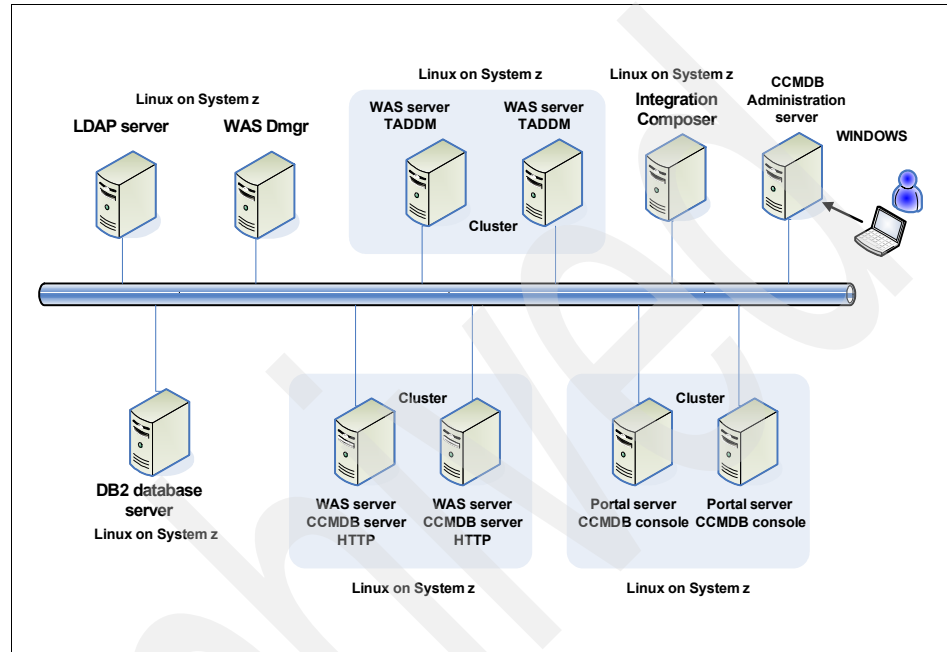 Linux on System z
LDAP server
WAS Dmgr
Linux on System z
WAS server
TADDM
WAS server
TADDM
Cluster
Linux on System z
Integration
Composer
CCMDB
Administration
server
WINDOWS
DB2 database
server
Linux on System z
Cluster
WAS server
CCMDB server
HTTP
WAS server
CCMDB server
HTTP
Linux on System z
Cluster
Portal server
CCMDB console
Portal server
CCMDB console
Linux on System z